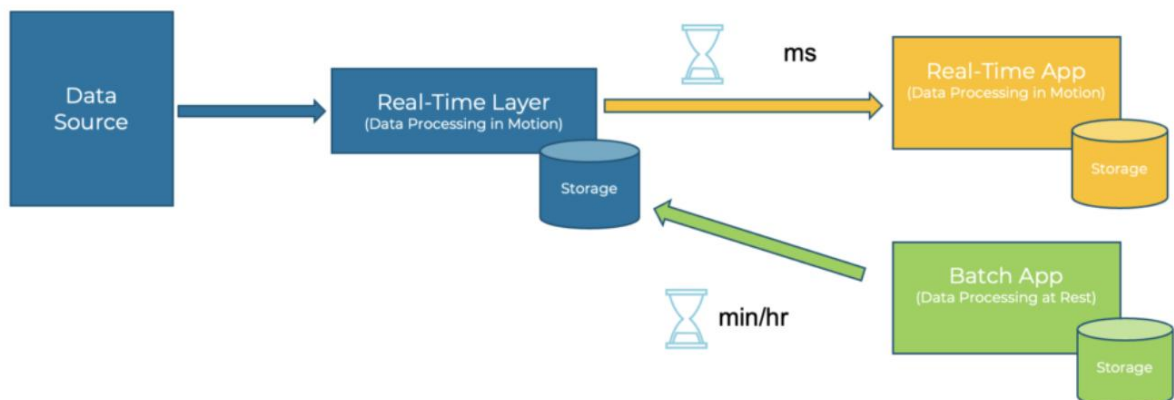 Data
Source
Real-Time Layer
(Data Processing in Motion)
Storage
ms
Real-Time App
(Data Processing in Motion)
Storage
min/hr
Batch App
(Data Processing at Rest)
Storage